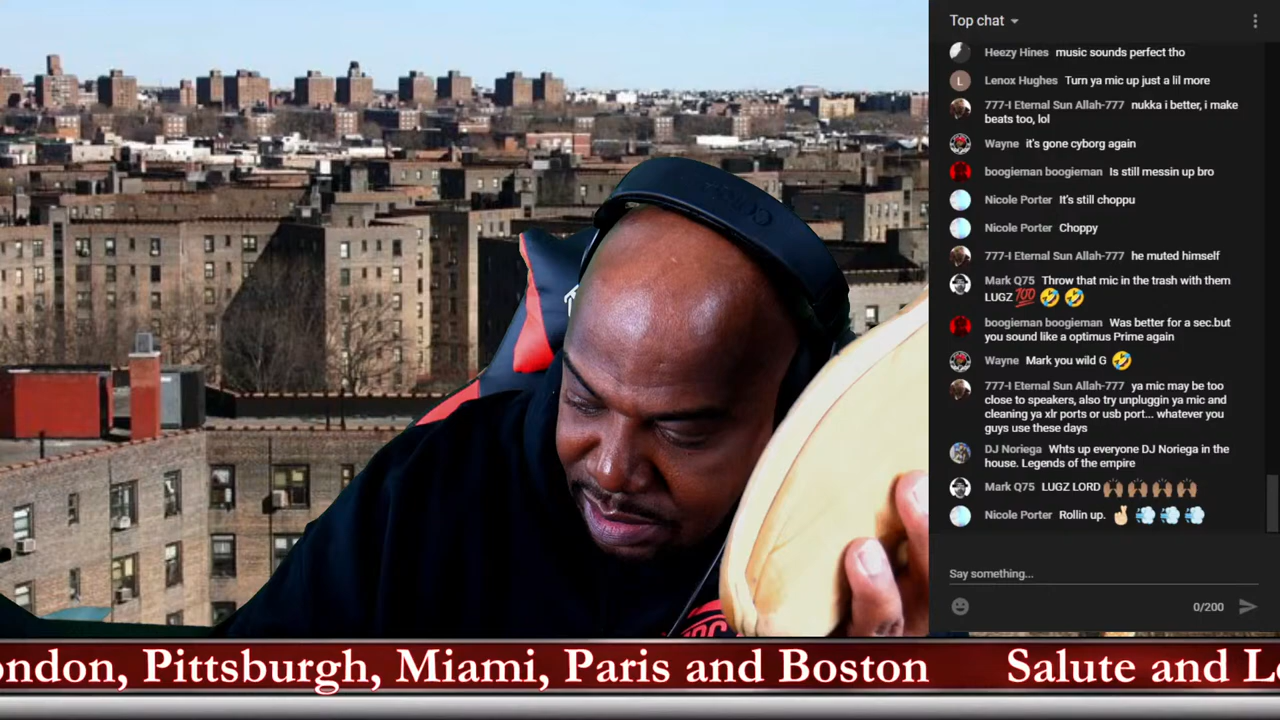 Top chat
Heezy Hines music sounds perfect tho
Lenox Hughes Turn ya mic up just a lil more
777-I Eternal Sun Allah-777 nukka i better, i make
beats too, lol
Wayne it's gone cyborg again
boogieman boogieman Is still messin up bro
Nicole Porter It's still choppu
Nicole Porter Choppy
777-I Eternal Sun Allah-777 he muted himself
Mark Q75 Throw that mic in the trash with them
LUGZ💯🤣🤣
boogieman boogieman Was better for a sec.but
you sound like a optimus Prime again
Wayne Mark you wild G 🤣
777-I Eternal Sun Allah-777 ya mic may be too
close to speakers, also try unpluggin ya mic and
cleaning ya xlr ports or usb port... whatever you
guys use these days
DJ Noriega Whts up everyone DJ Noriega in the
house. Legends of the empire
Mark Q75 LUGZ LORD 🙌🏽🙌🏽🙌🏽🙌🏽
Nicole Porter Rollin up. 🤞🏻💨💨💨
Say something...
0/200
ondon, Pittsburgh, Miami, Paris and Boston Salute and L